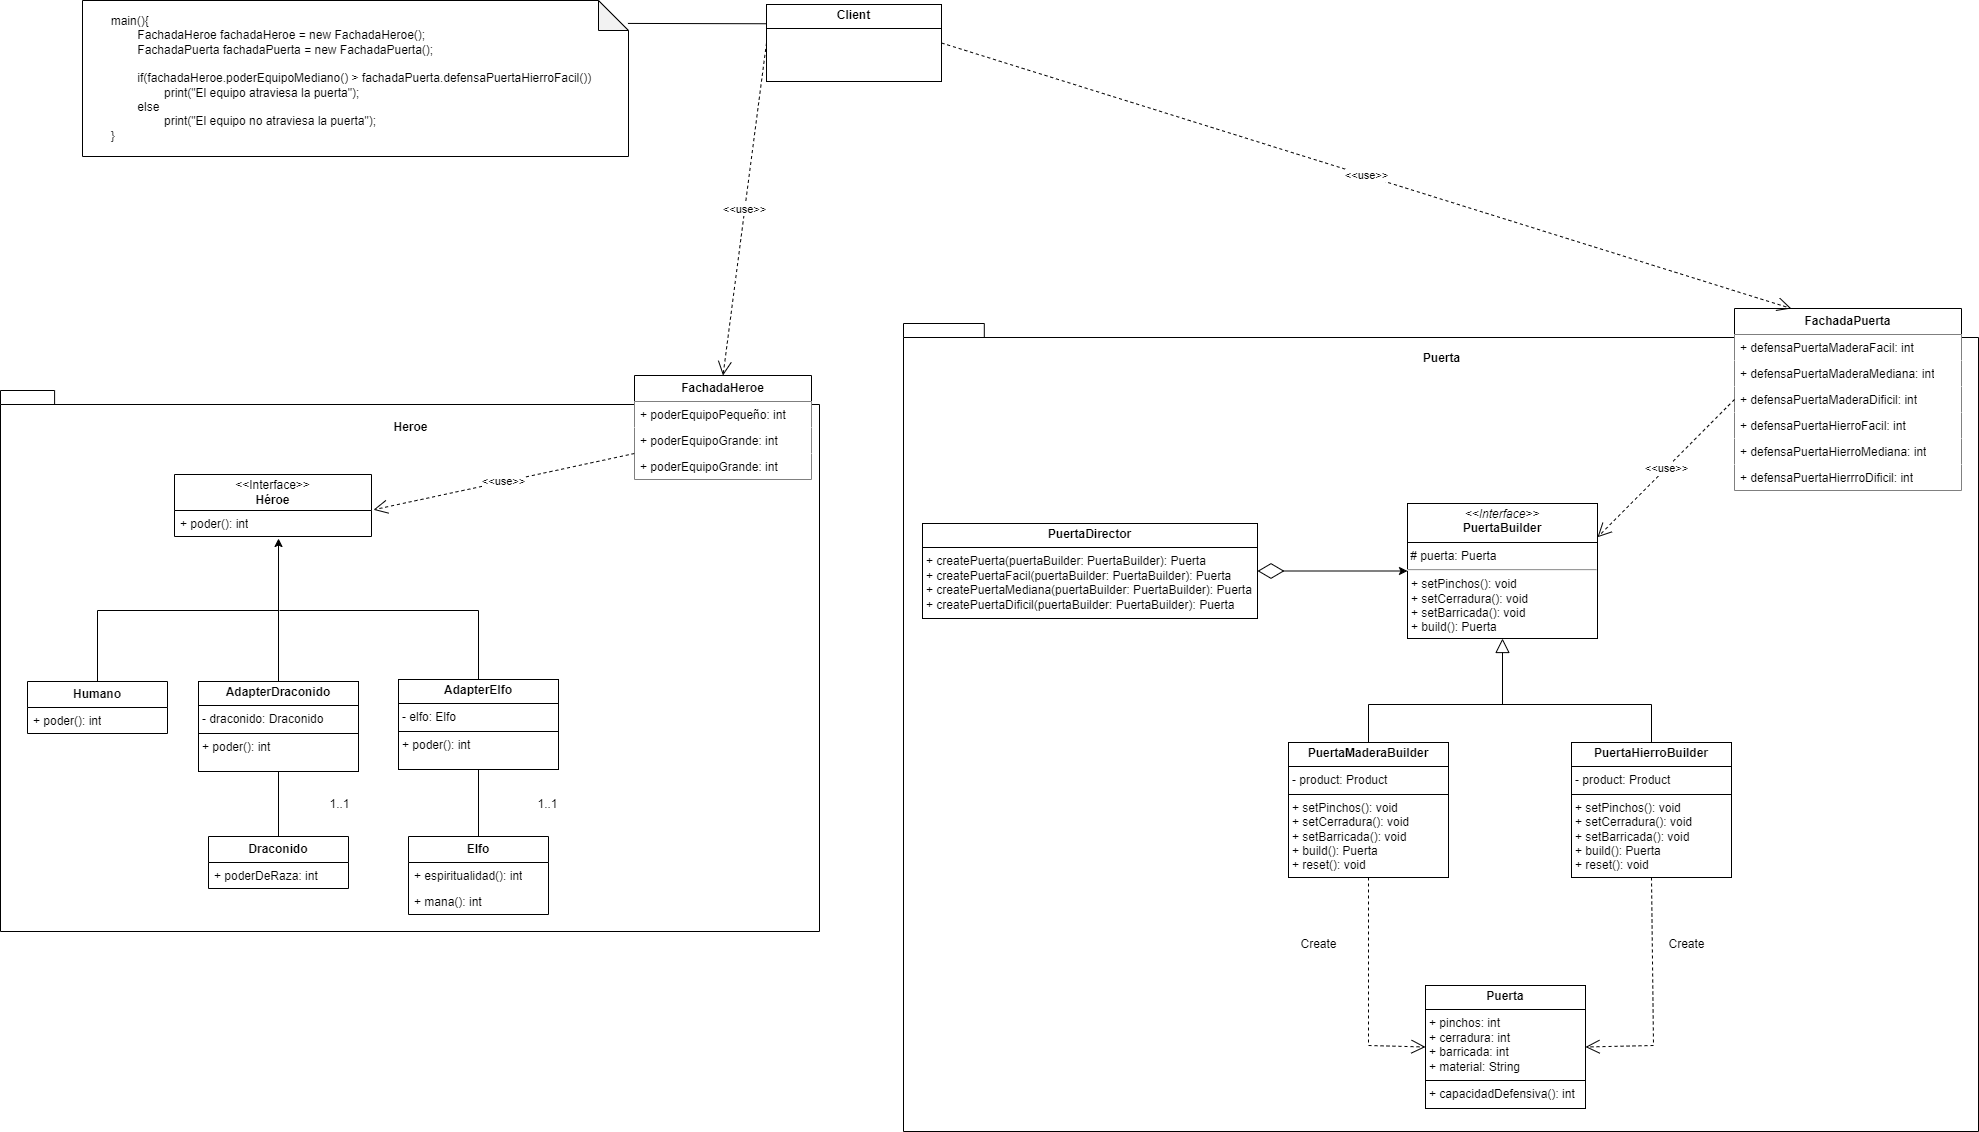 main(){
FachadaHeroe fachadaHeroe = new FachadaHeroe();
FachadaPuerta fachadaPuerta = new FachadaPuerta();
if(fachadaHeroe.poderEquipoMediano() > fachadaPuerta.defensaPuertaHierroFacil())
print("El equipo atraviesa la puerta");
else
print("El equipo no atraviesa la puerta");
}
Client
<<use>>
<<use>>
FachadaHeroe
+ poderEquipoPequeño: int
+ poderEquipoGrande: int
+ poderEquipoGrande: int
Heroe
<<use>>
<<Interface>>
Héroe
+ poder(): int
Humano
+ poder(): int
AdapterDraconido
- draconido: Draconido
+ poder(): int
AdapterElfo
- elfo: Elfo
+ poder(): int
1..1
1..1
Draconido
+ poderDeRaza: int
Elfo
+ espiritualidad(): int
+ mana(): int
FachadaPuerta
+ defensaPuertaMaderaFacil: int
+ defensaPuertaMaderaMediana: int
+ defensaPuertaMaderaDificil: int
+ defensaPuertaHierroFacil: int
+ defensaPuertaHierroMediana: int
+ defensaPuertaHierrroDificil: int
Puerta
<<use>>
PuertaDirector
+ createPuerta(puertaBuilder: PuertaBuilder): Puerta
+ createPuertaFacil(puertaBuilder: PuertaBuilder): Puerta
+ createPuertaMediana(puertaBuilder: PuertaBuilder): Puerta
+ createPuertaDificil(puertaBuilder: PuertaBuilder): Puerta
<<Interface>>
PuertaBuilder
# puerta: Puerta
+ setPinchos(): void
+ setCerradura(): void
+ setBarricada(): void
+ build(): Puerta
PuertaMaderaBuilder
- product: Product
+ setPinchos(): void
+ setCerradura(): void
+ setBarricada(): void
+ build(): Puerta
+ reset(): void
PuertaHierroBuilder
- product: Product
+ setPinchos(): void
+ setCerradura(): void
+ setBarricada(): void
+ build(): Puerta
+ reset(): void
Create
Create
Puerta
+ pinchos: int
+ cerradura: int
+ barricada: int
+ material: String
+ capacidadDefensiva(): int